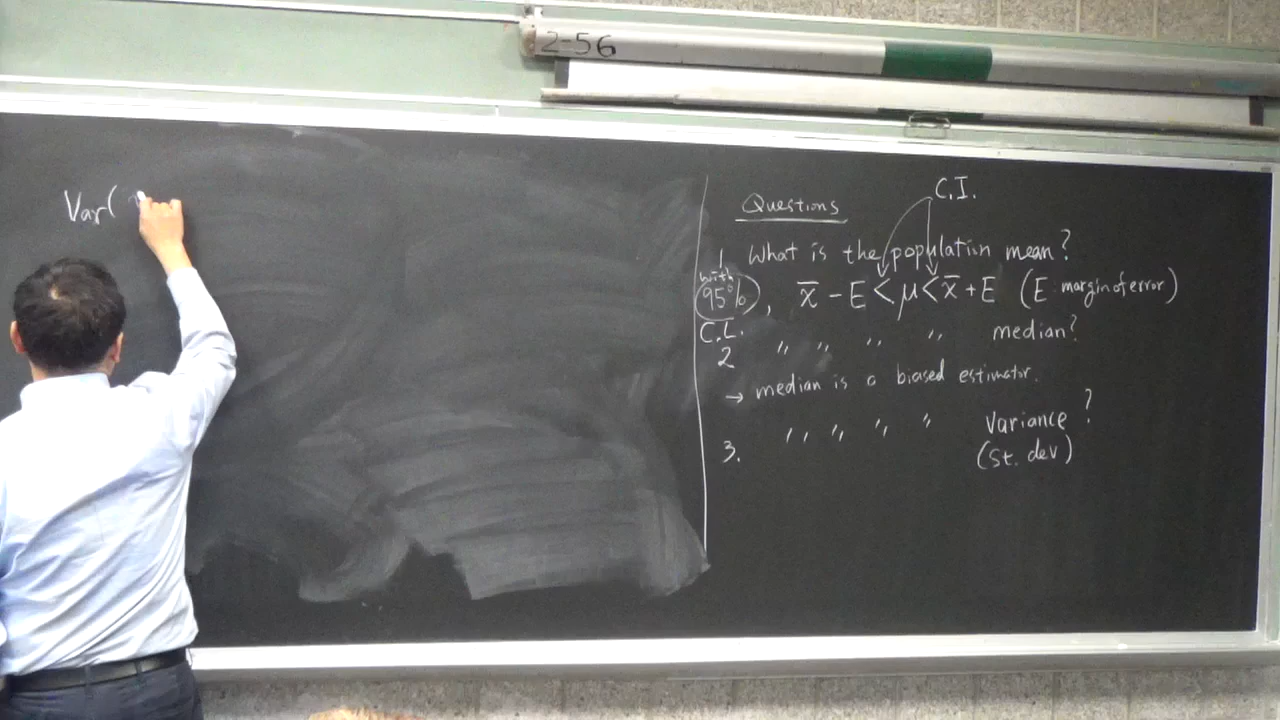 2-56
Var(
Questions
C.I.
1 What is the population mean?
with
95%, x̄ - E < μ < x̄ + E (E: margin of error)
C.L.
2 〃 〃 〃 〃 median?
→ median is a biased estimator.
3. 〃 〃 〃 〃 Variance?
(st. dev)